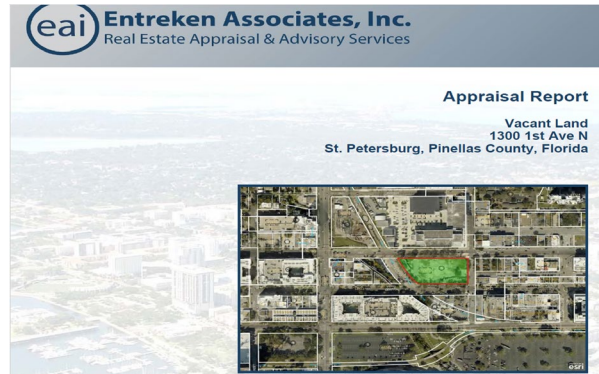 eai
Entreken Associates, Inc.
Real Estate Appraisal & Advisory Services
Appraisal Report
Vacant Land
1300 1st Ave N
St. Petersburg, Pinellas County, Florida
esri